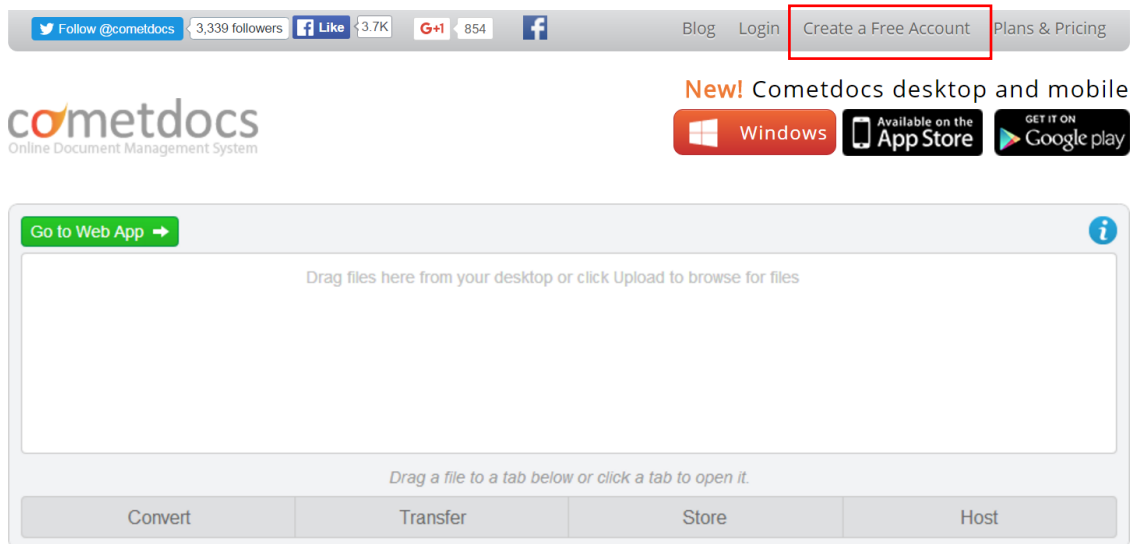 Follow @cometdocs 3,339 followers Like 3.7K G+1 854 f Blog Login Create a Free Account Plans & Pricing
New! Cometdocs desktop and mobile
cometdocs
Online Document Management System
Windows
Available on the
App Store
GET IT ON
Google play
Go to Web App
i
Drag files here from your desktop or click Upload to browse for files
Drag a file to a tab below or click a tab to open it.
Convert Transfer Store Host